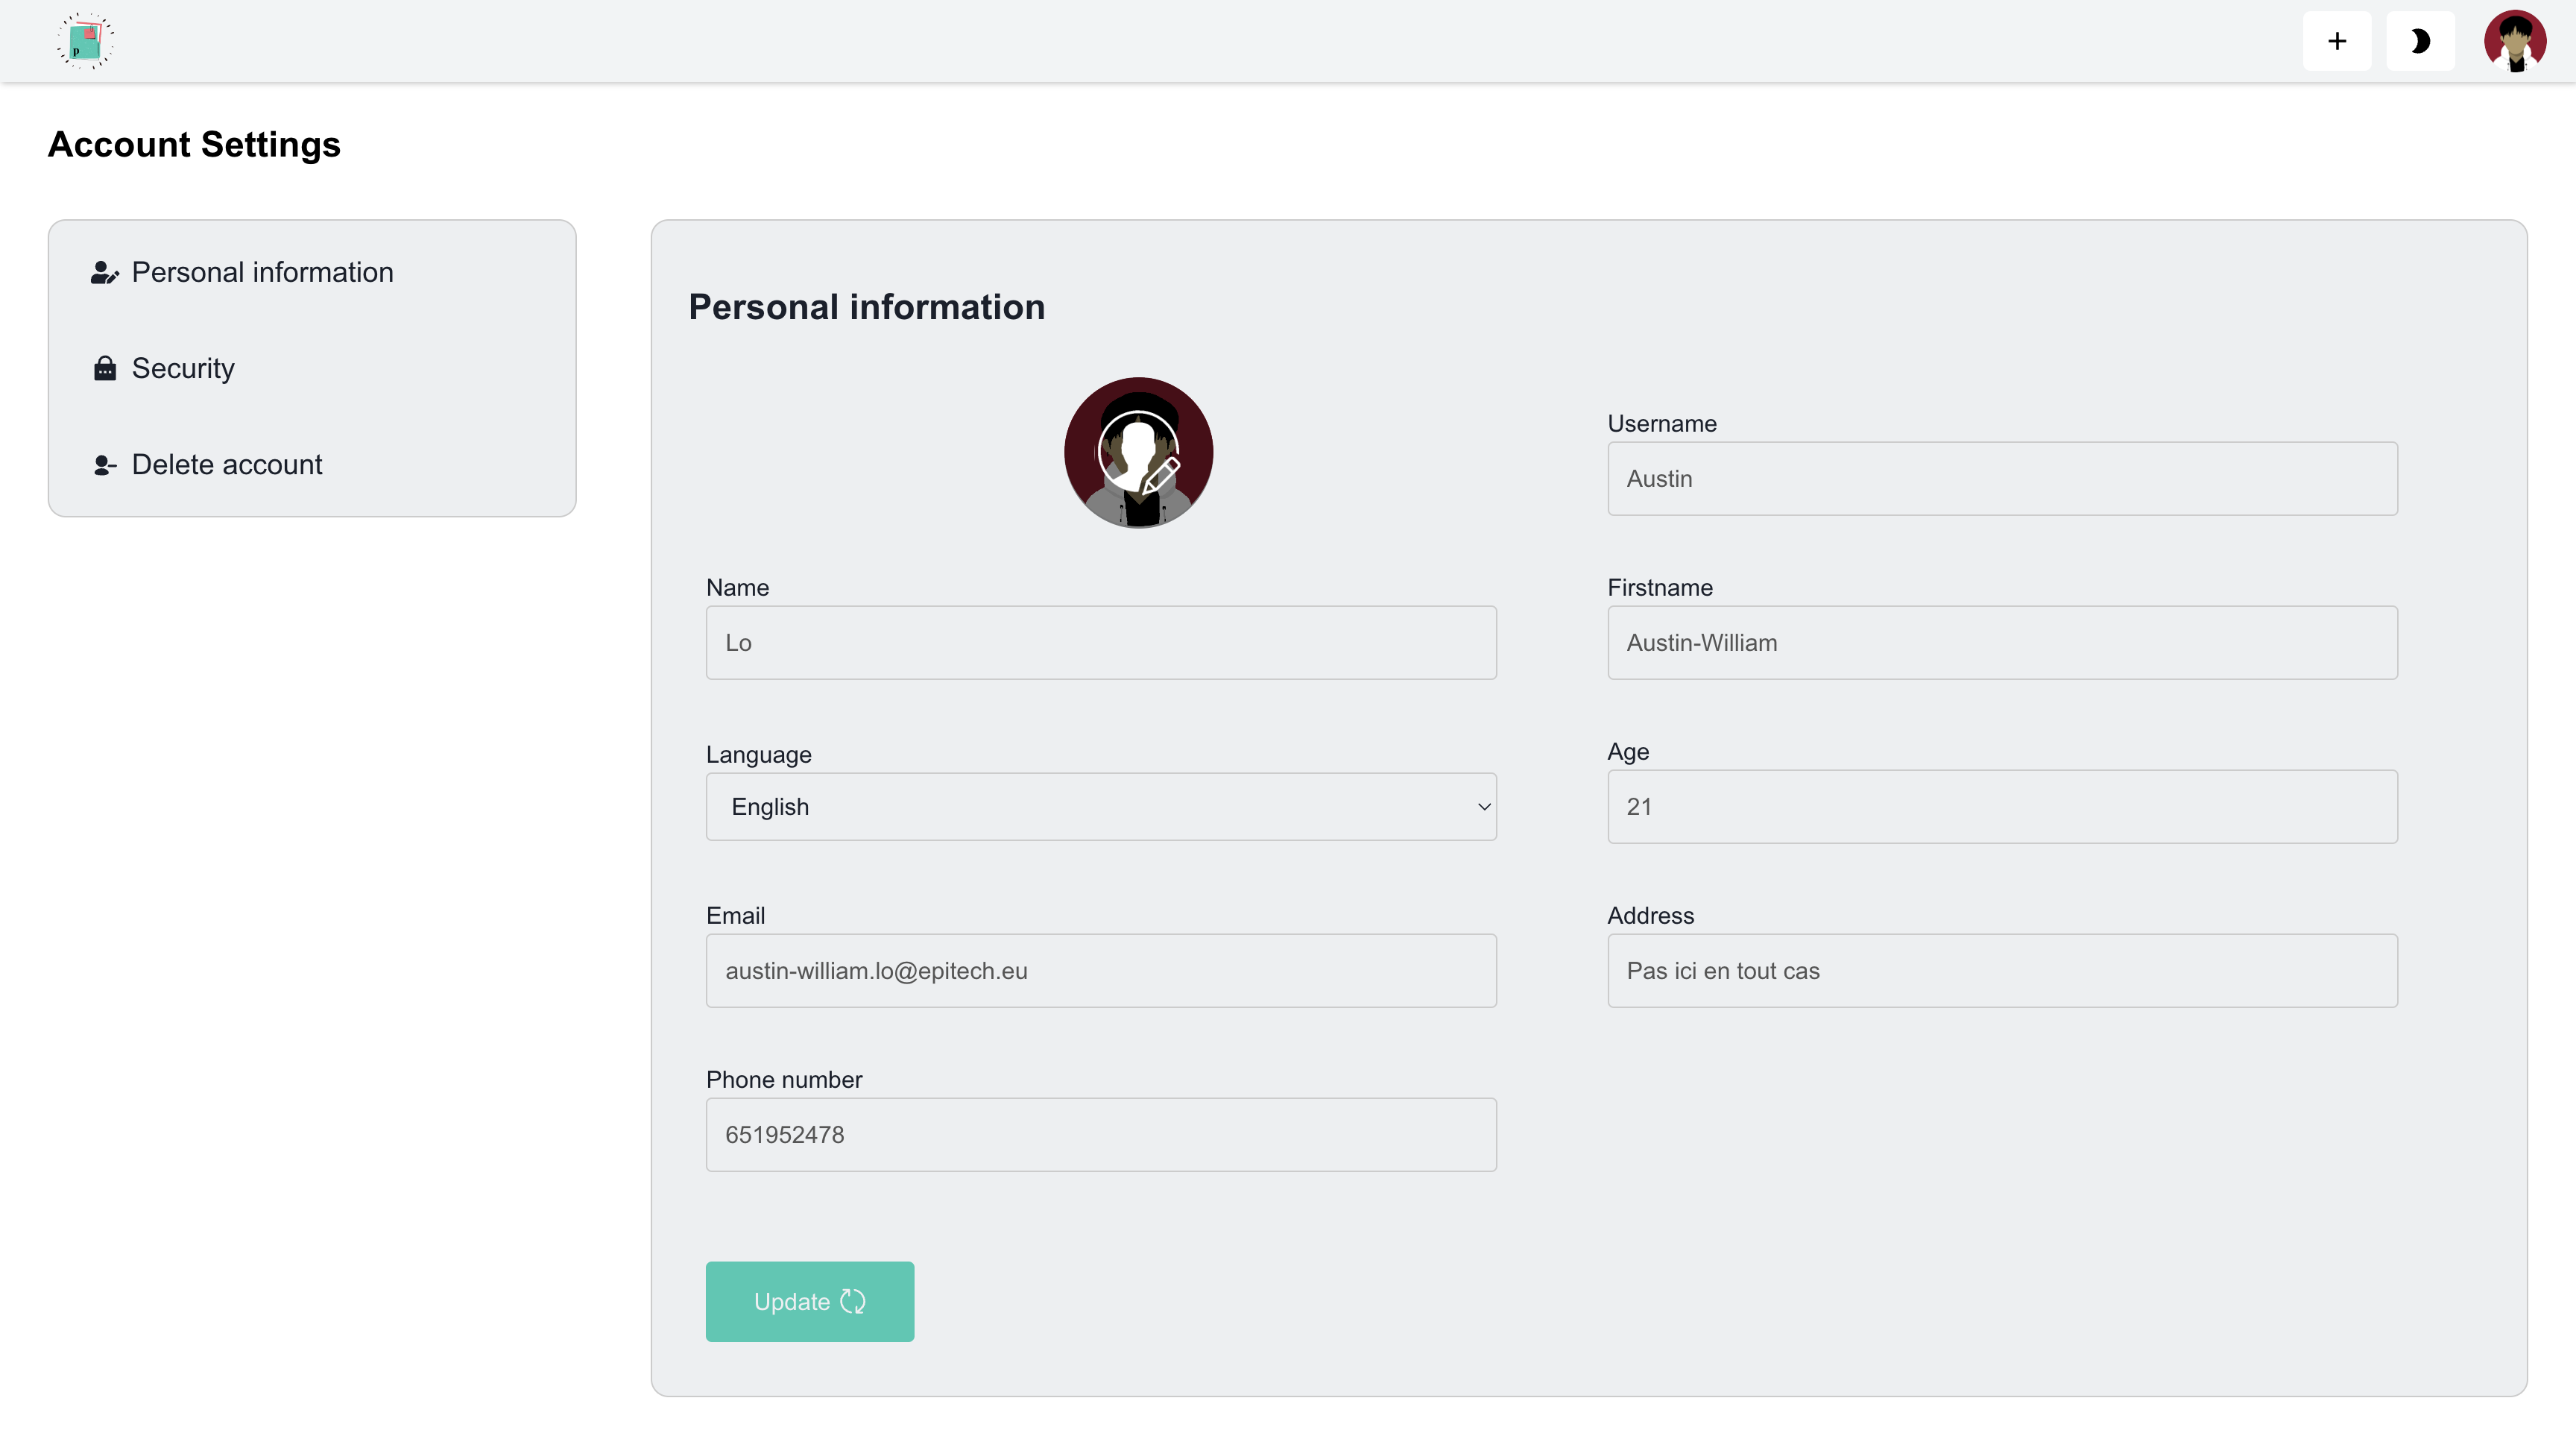 p
Account Settings
Personal information
Security
Delete account
Personal information
Username
Austin
Name
Lo
Firstname
Austin-William
Language
English
Age
21
Email
austin-william.lo@epitech.eu
Address
Pas ici en tout cas
Phone number
651952478
Update